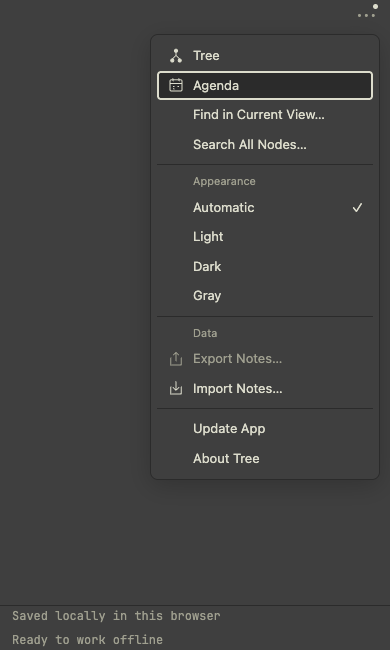 Tree
Agenda
Find in Current View...
Search All Nodes...
Appearance
Automatic
Light
Dark
Gray
Data
Export Notes...
Import Notes...
Update App
About Tree
Saved locally in this browser
Ready to work offline